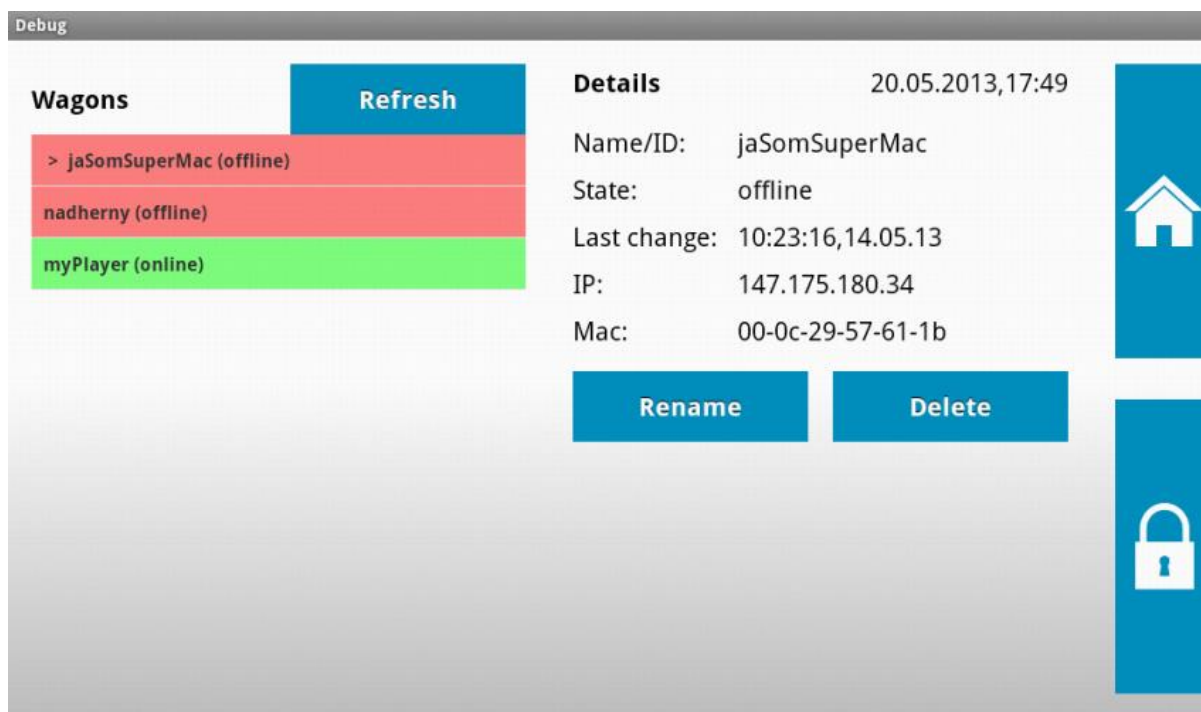 Debug
Wagons
Refresh
> jaSomSuperMac (offline)
nadherny (offline)
myPlayer (online)
Details 20.05.2013,17:49
Name/ID: jaSomSuperMac
State: offline
Last change: 10:23:16,14.05.13
IP: 147.175.180.34
Mac: 00-0c-29-57-61-1b
Rename
Delete